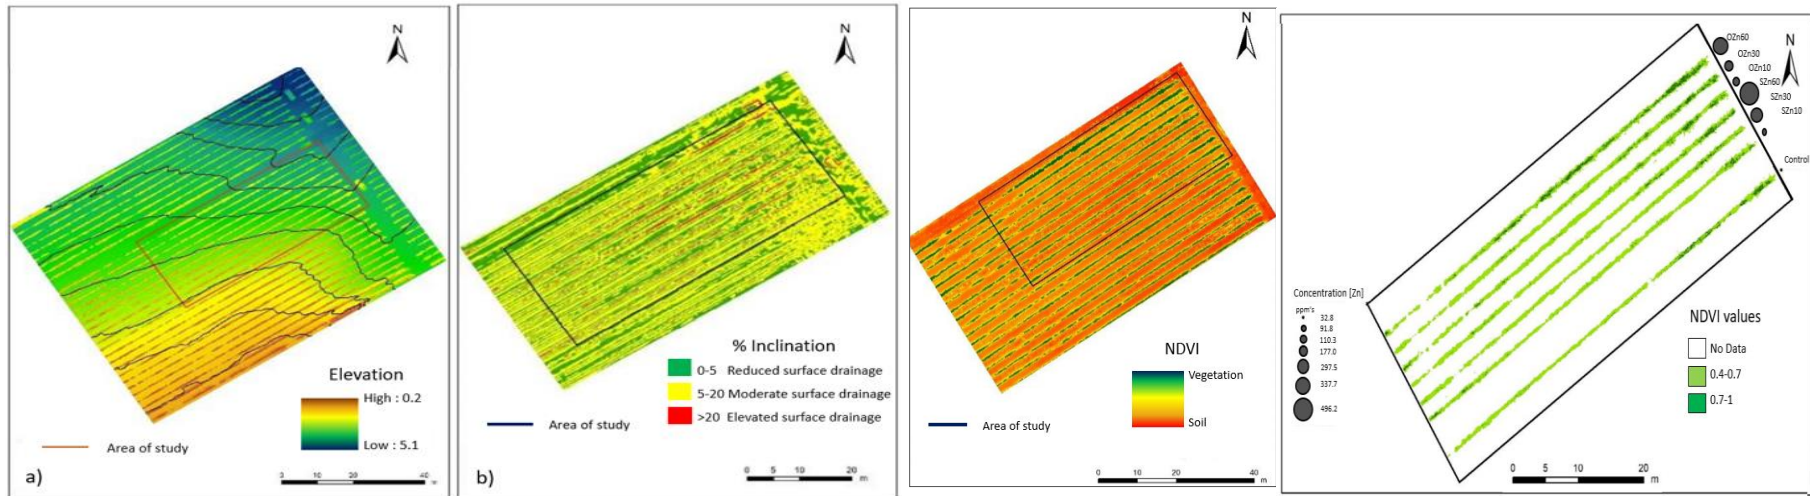 N
Elevation
High : 0.2
Low : 5.1
Area of study
a)
10 20 40
m
N
% Inclination
0-5 Reduced surface drainage
5-20 Moderate surface drainage
>20 Elevated surface drainage
Area of study
b)
0 5 10 20
m
N
NDVI
Vegetation
Soil
Area of study
0 10 20 40
m
OZn60
OZn30
OZn10
SZn60
SZn30
SZn10
Control
N
Concentration [Zn]
ppm's
32.8
91.8
110.3
177.0
297.5
337.7
496.2
NDVI values
No Data
0.4-0.7
0.7-1
0 5 10 20
m